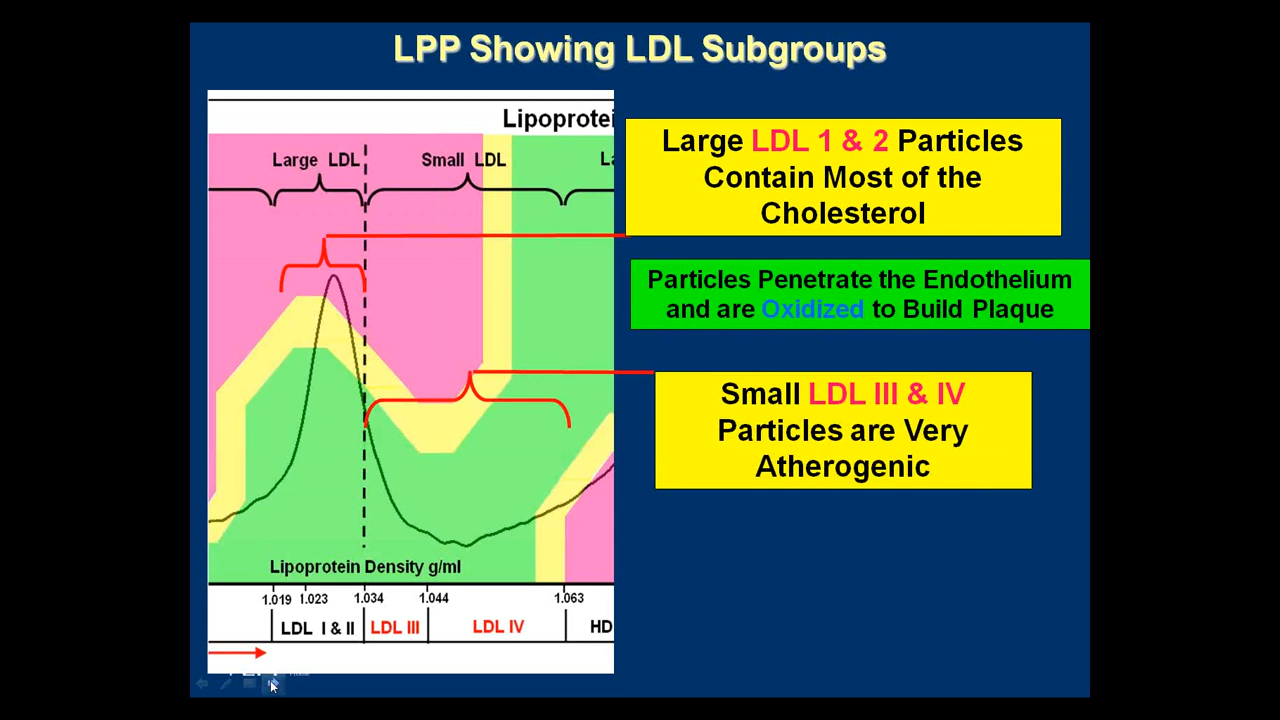 LPP Showing LDL Subgroups
Lipoprotei
Large LDL
Small LDL
La
Large LDL 1 & 2 Particles
Contain Most of the
Cholesterol
Particles Penetrate the Endothelium
and are Oxidized to Build Plaque
Small LDL III & IV
Particles are Very
Atherogenic
Lipoprotein Density g/ml
1.019 1.023 1.034 1.044 1.063
LDL I & II LDL III LDL IV HD